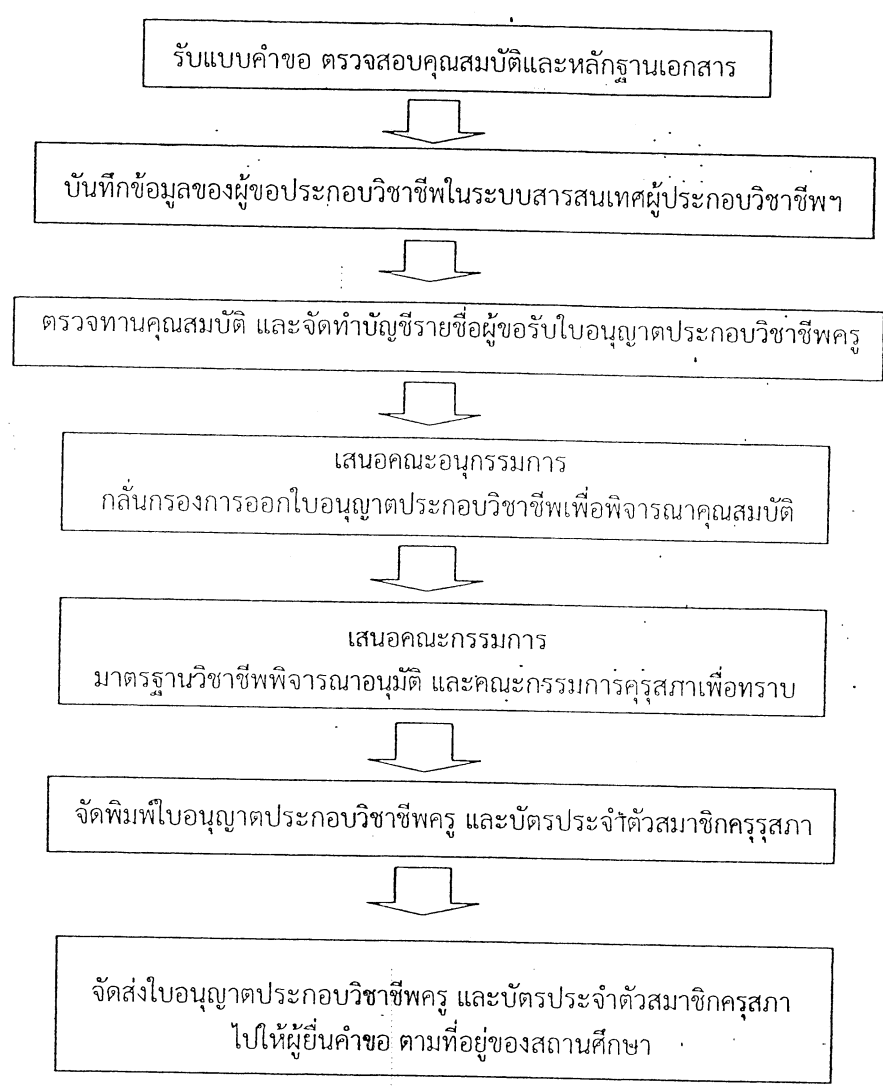 รับแบบคำขอ ตรวจสอบคุณสมบัติและหลักฐานเอกสาร
บันทึกข้อมูลของผู้ขอประกอบวิชาชีพในระบบสารสนเทศผู้ประกอบวิชาชีพฯ
ตรวจทานคุณสมบัติ และจัดทำบัญชีรายชื่อผู้ขอรับใบอนุญาตประกอบวิชาชีพครู
เสนอคณะอนุกรรมการ
กลั่นกรองการออกใบอนุญาตประกอบวิชาชีพเพื่อพิจารณาคุณสมบัติ
เสนอคณะกรรมการ
มาตรฐานวิชาชีพพิจารณาอนุมัติ และคณะกรรมการคุรุสภาเพื่อทราบ
จัดพิมพ์ใบอนุญาตประกอบวิชาชีพครู และบัตรประจำตัวสมาชิกครุรุสภา
จัดส่งใบอนุญาตประกอบวิชาชีพครู และบัตรประจำตัวสมาชิกครุสภา
ไปให้ผู้ยื่นคำขอ ตามที่อยู่ของสถานศึกษา